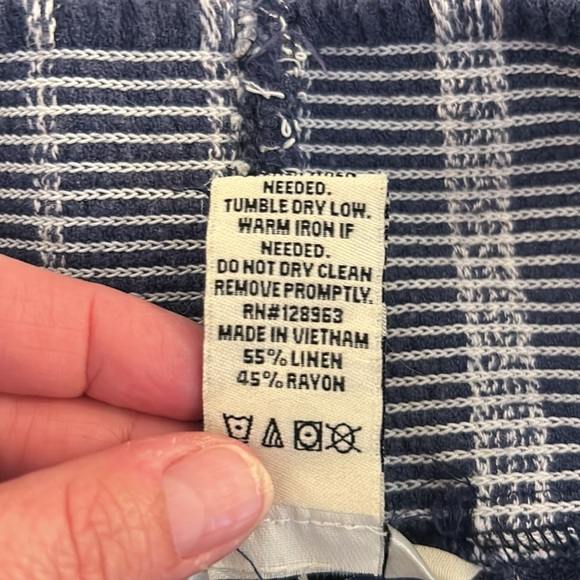 NEEDED.
TUMBLE DRY LOW.
WARM IRON IF
NEEDED.
DO NOT DRY CLEAN
REMOVE PROMPTLY.
RN#128963
MADE IN VIETNAM
55% LINEN
45% RAYON